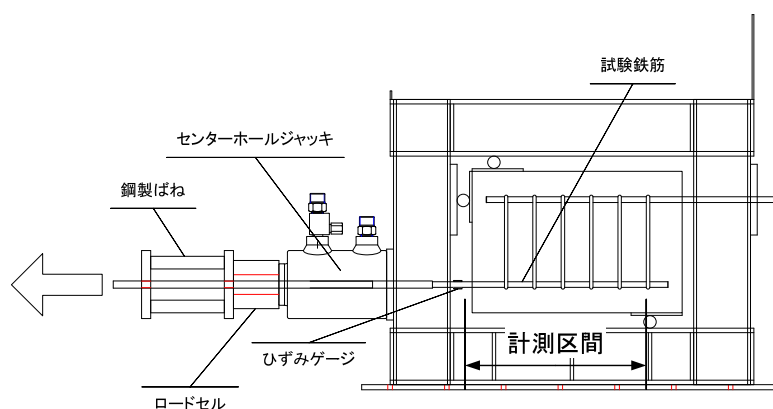 試験鉄筋
センターホールジャッキ
鋼製ばね
ひずみゲージ
計測区間
ロードセル